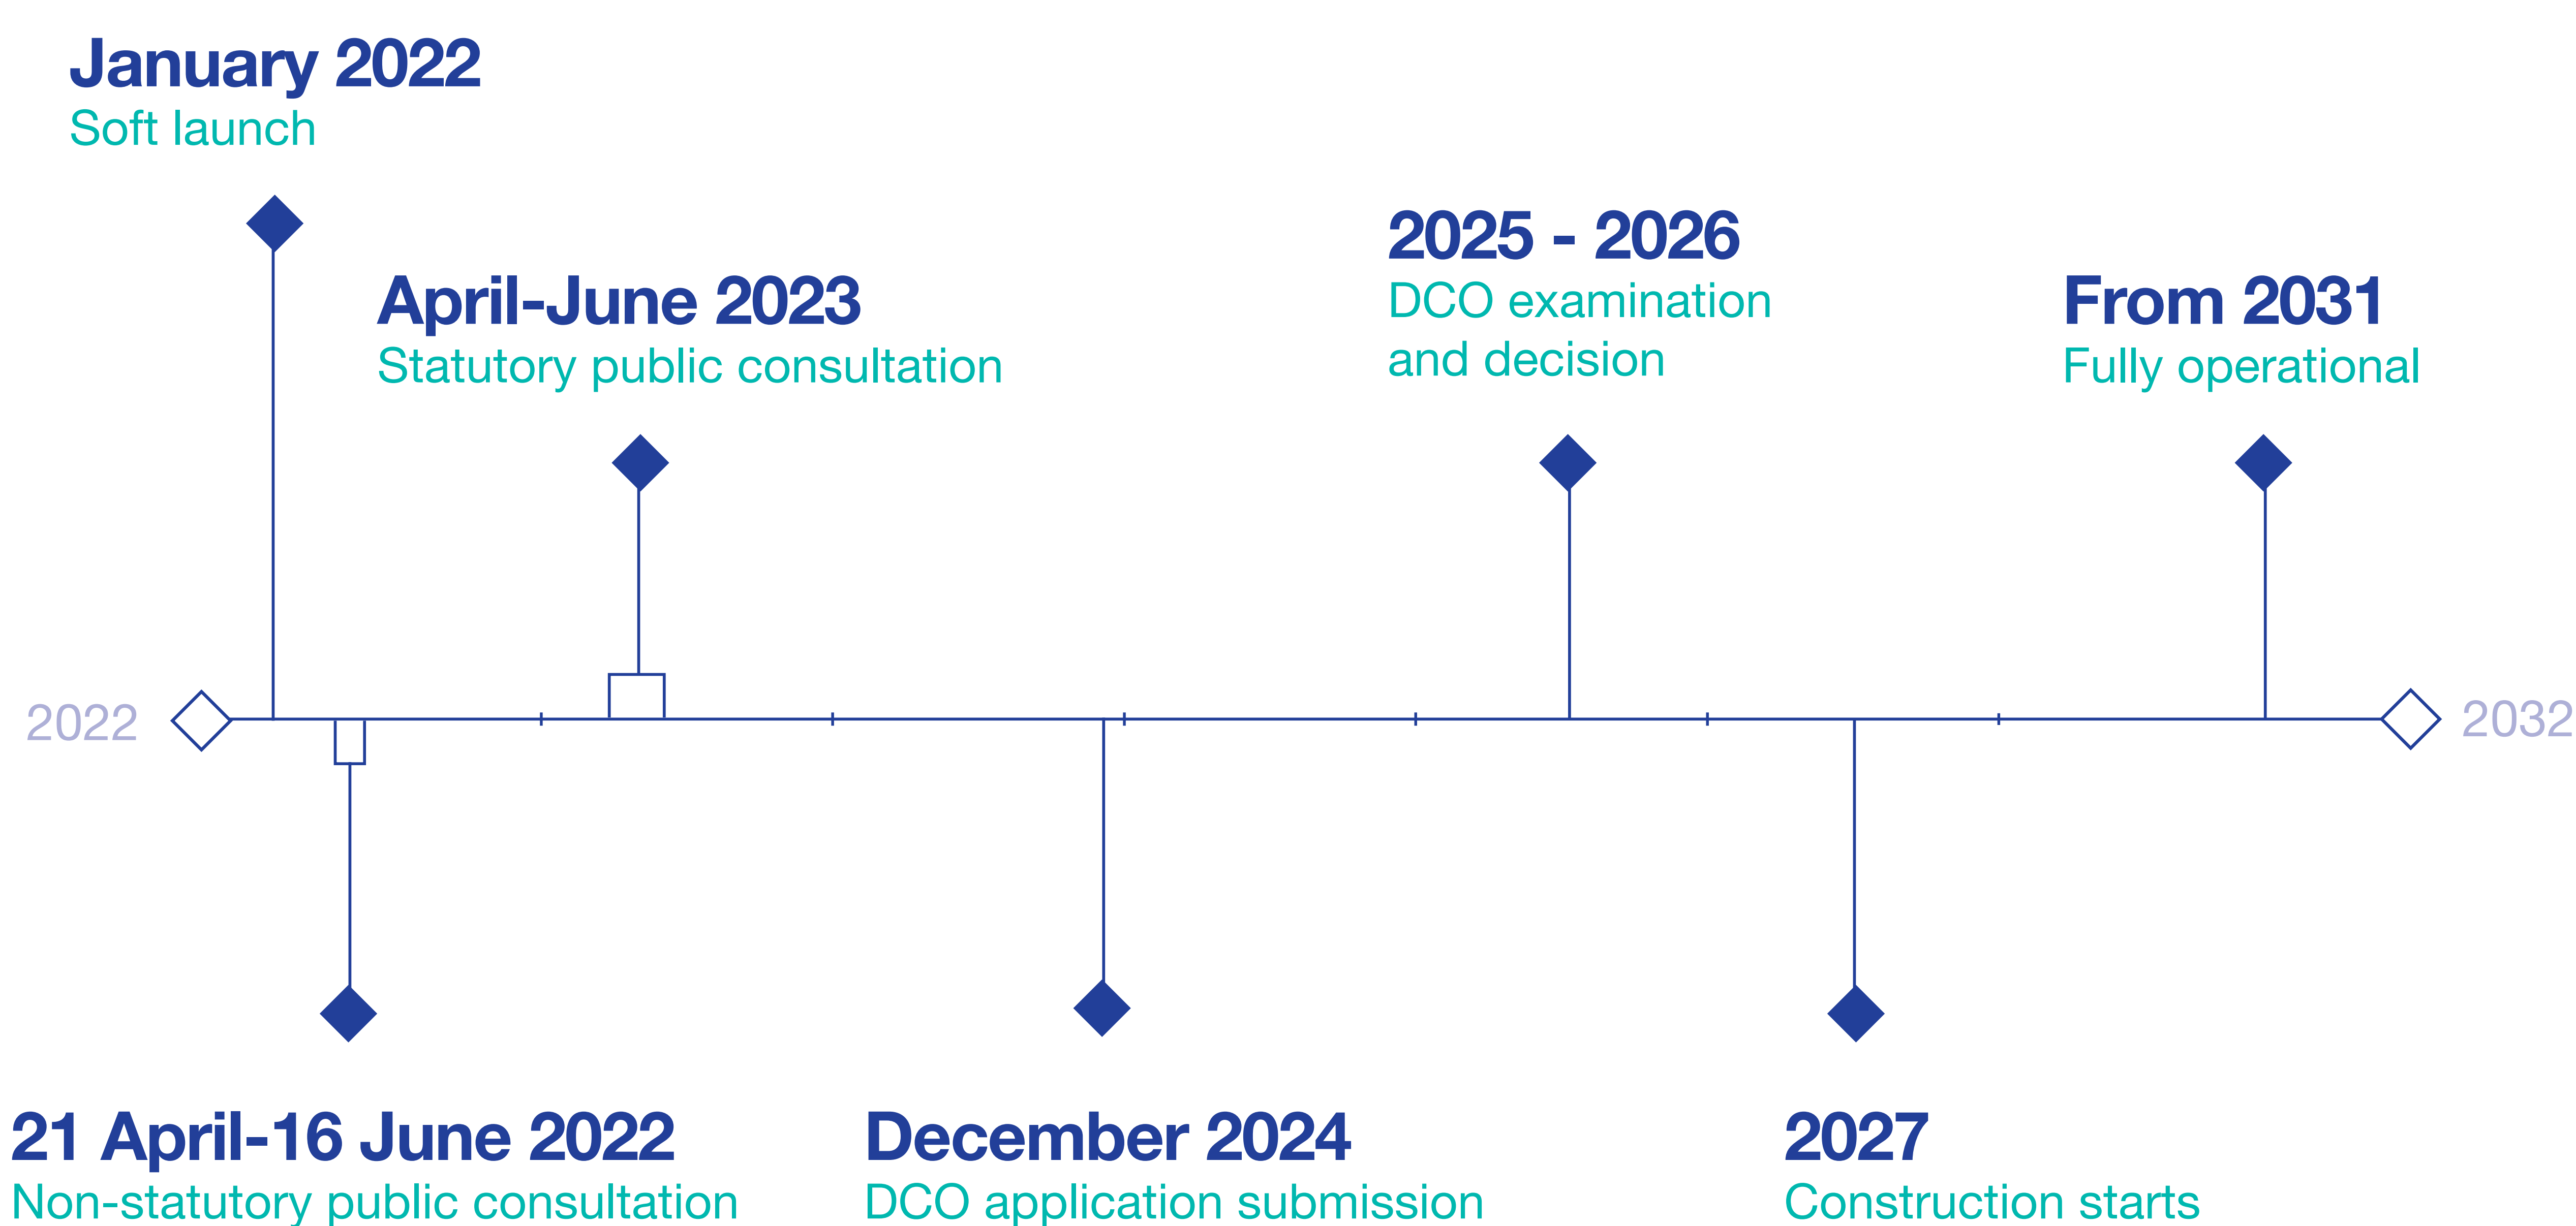 January 2022
Soft launch
April-June 2023
Statutory public consultation
2025 - 2026
DCO examination
and decision
From 2031
Fully operational
2022
2032
21 April-16 June 2022
Non-statutory public consultation
December 2024
DCO application submission
2027
Construction starts